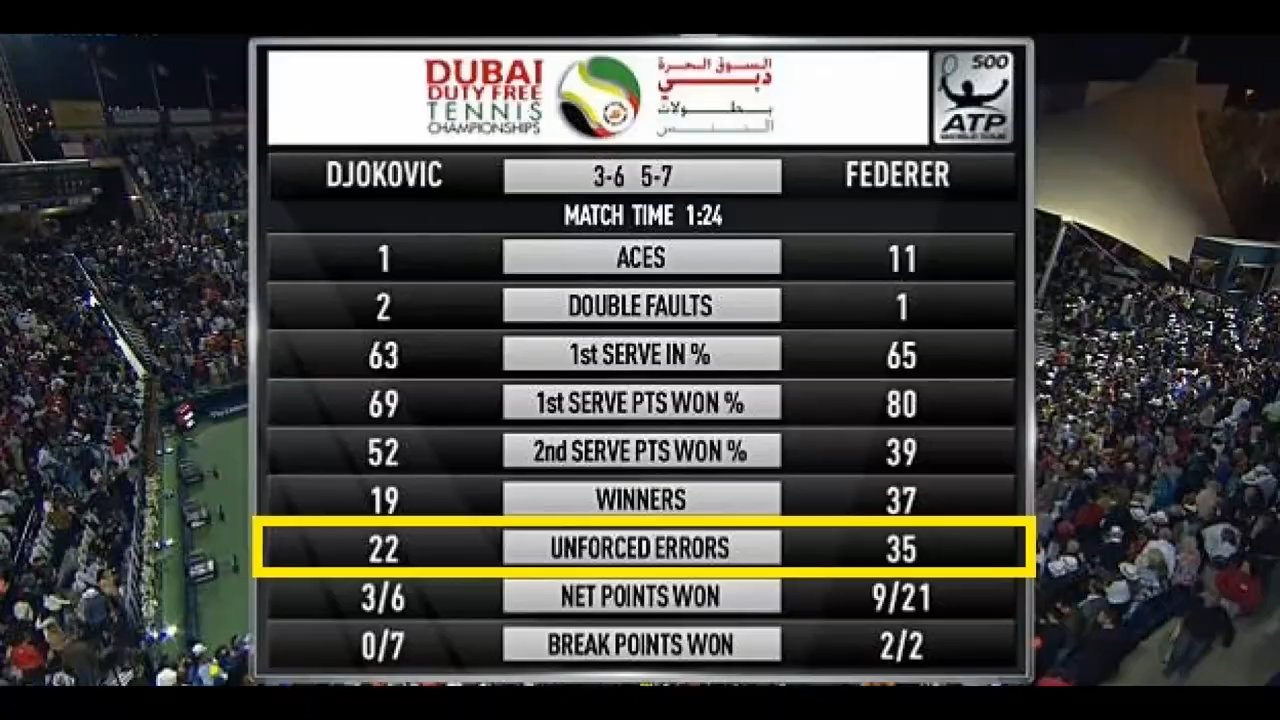 DUBAI
DUTY FREE
TENNIS
CHAMPIONSHIPS
السوق الحرة
دبي
بطولات
التنس
500
ATP
WORLD TOUR
DJOKOVIC 3-6 5-7 FEDERER
MATCH TIME 1:24
1 ACES 11
2 DOUBLE FAULTS 1
63 1st SERVE IN % 65
69 1st SERVE PTS WON % 80
52 2nd SERVE PTS WON % 39
19 WINNERS 37
22 UNFORCED ERRORS 35
3/6 NET POINTS WON 9/21
0/7 BREAK POINTS WON 2/2